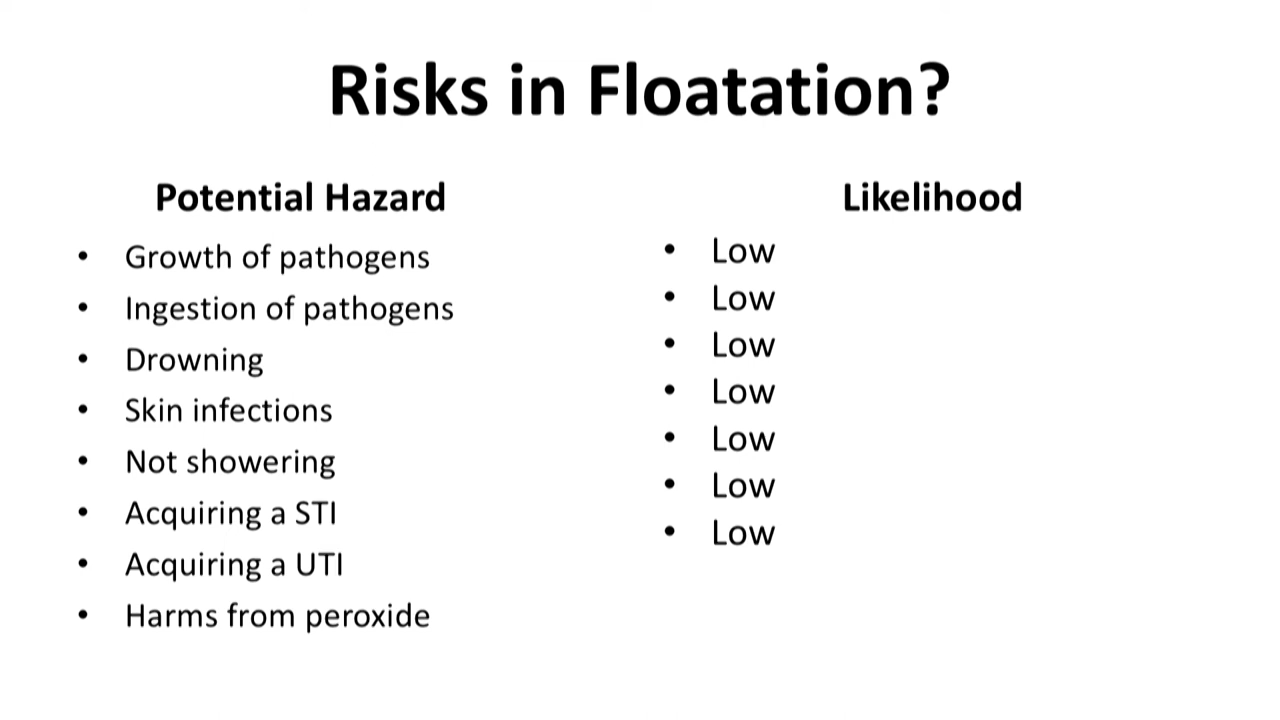 Risks in Floatation?
Potential Hazard
• Growth of pathogens
• Ingestion of pathogens
• Drowning
• Skin infections
• Not showering
• Acquiring a STI
• Acquiring a UTI
• Harms from peroxide
Likelihood
• Low
• Low
• Low
• Low
• Low
• Low
• Low